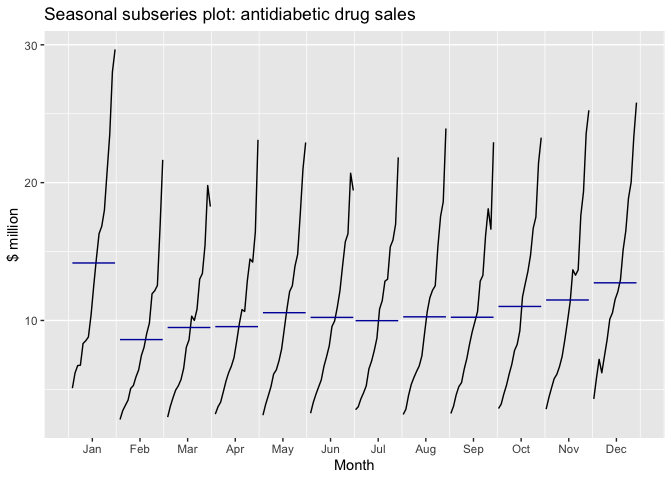 Seasonal subseries plot: antidiabetic drug sales
30
20
10
$ million
Jan Feb Mar Apr May Jun Jul Aug Sep Oct Nov Dec
Month